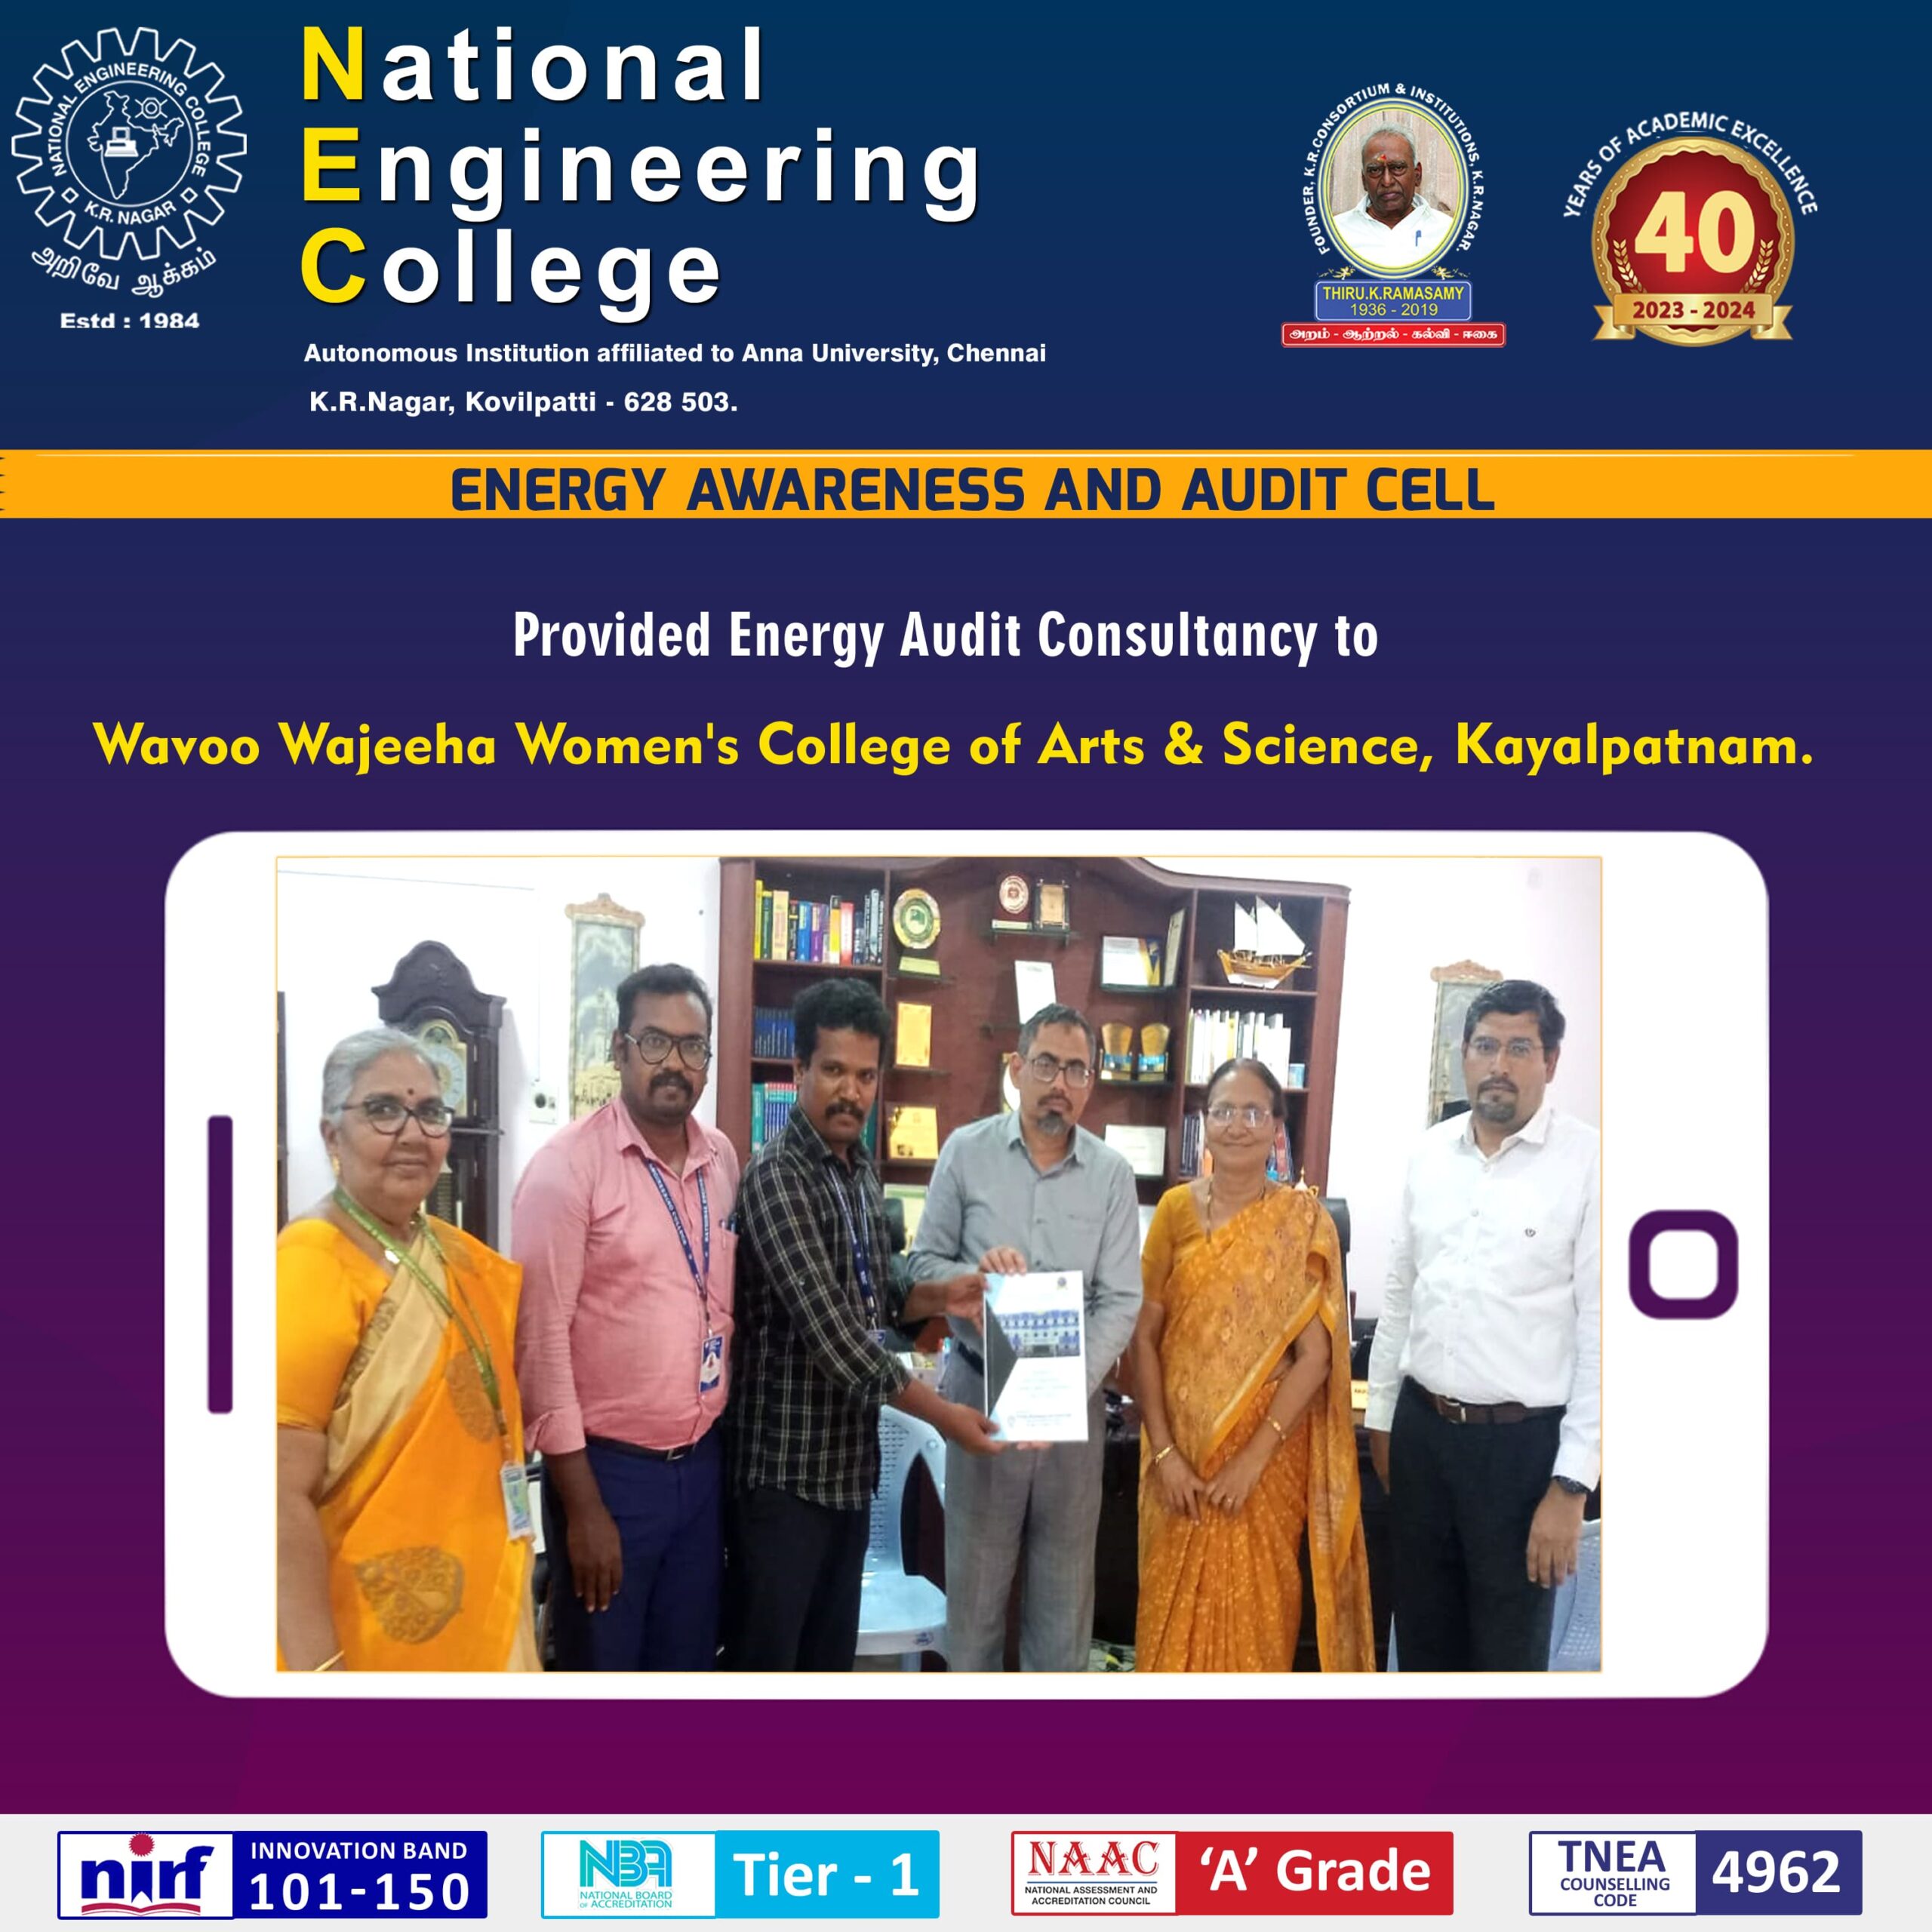 National
Engineering
College
Autonomous Institution affiliated to Anna University, Chennai
K.R.Nagar, Kovilpatti - 628 503.
NATIONAL ENGINEERING COLLEGE
K.R. NAGAR
அறிவே ஆக்கம்
Estd : 1984
FOUNDER, K.R.CONSORTIUM & INSTITUTIONS, K.R.NAGAR.
THIRU.K.RAMASAMY
1936 - 2019
அறம் - ஆற்றல் - கல்வி - ஈகை
YEARS OF ACADEMIC EXCELLENCE
40
2023 - 2024
ENERGY AWARENESS AND AUDIT CELL
Provided Energy Audit Consultancy to
Wavoo Wajeeha Women's College of Arts & Science, Kayalpatnam.
nirf
INNOVATION BAND
101-150
NBA
NATIONAL BOARD
OF ACCREDITATION
Tier - 1
NAAC
NATIONAL ASSESSMENT AND
ACCREDITATION COUNCIL
‘A’ Grade
TNEA
COUNSELLING
CODE
4962